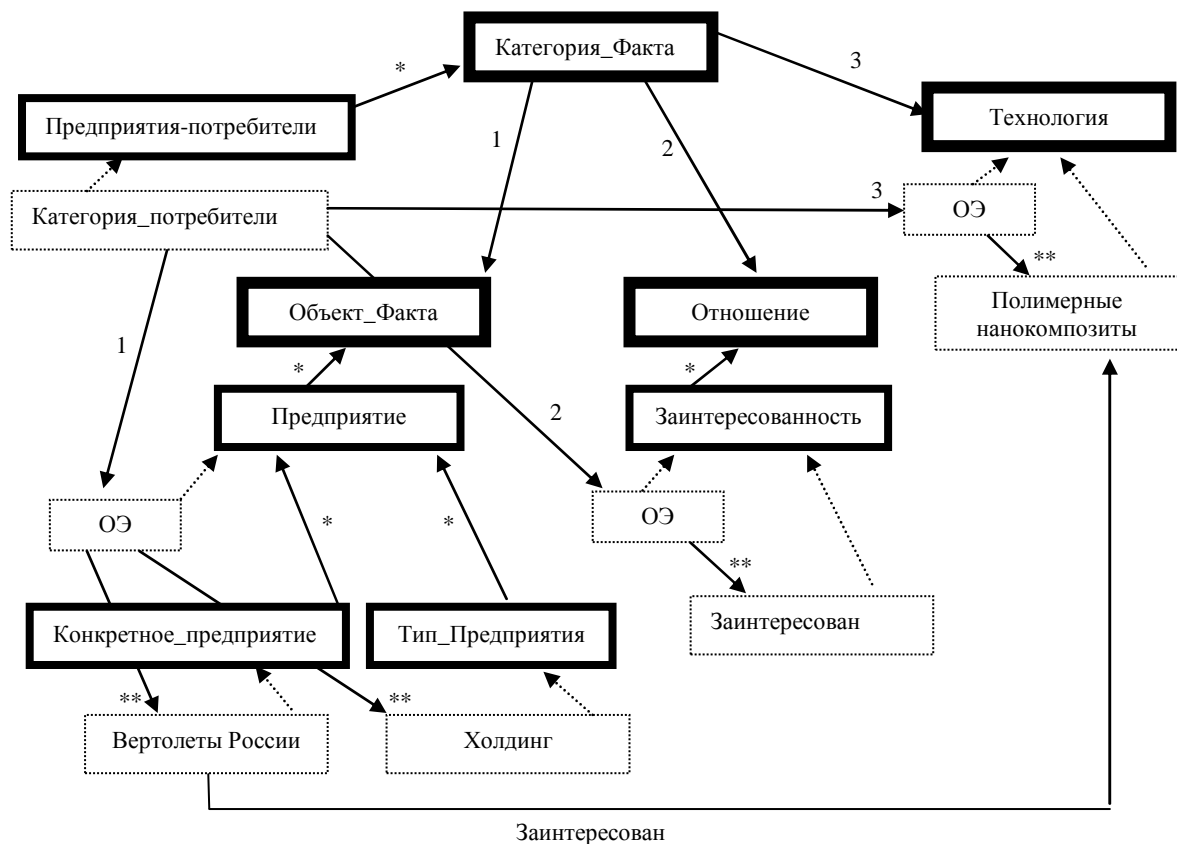 Категория_Факта
3
*
Предприятия-потребители
Технология
1
2
Категория_потребители
3
ОЭ
**
Объект_Факта
Отношение
Полимерные
нанокомпозиты
1
*
*
Предприятие
2
Заинтересованность
ОЭ
*
*
ОЭ
**
Конкретное_предприятие
Тип_Предприятия
Заинтересован
**
**
Вертолеты России
Холдинг
Заинтересован